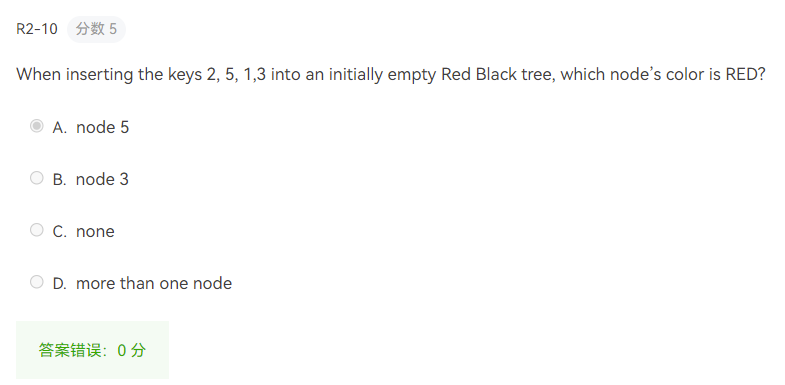 R2-10 分数 5
When inserting the keys 2, 5, 1,3 into an initially empty Red Black tree, which node’s color is RED?
A. node 5
B. node 3
C. none
D. more than one node
答案错误：0 分